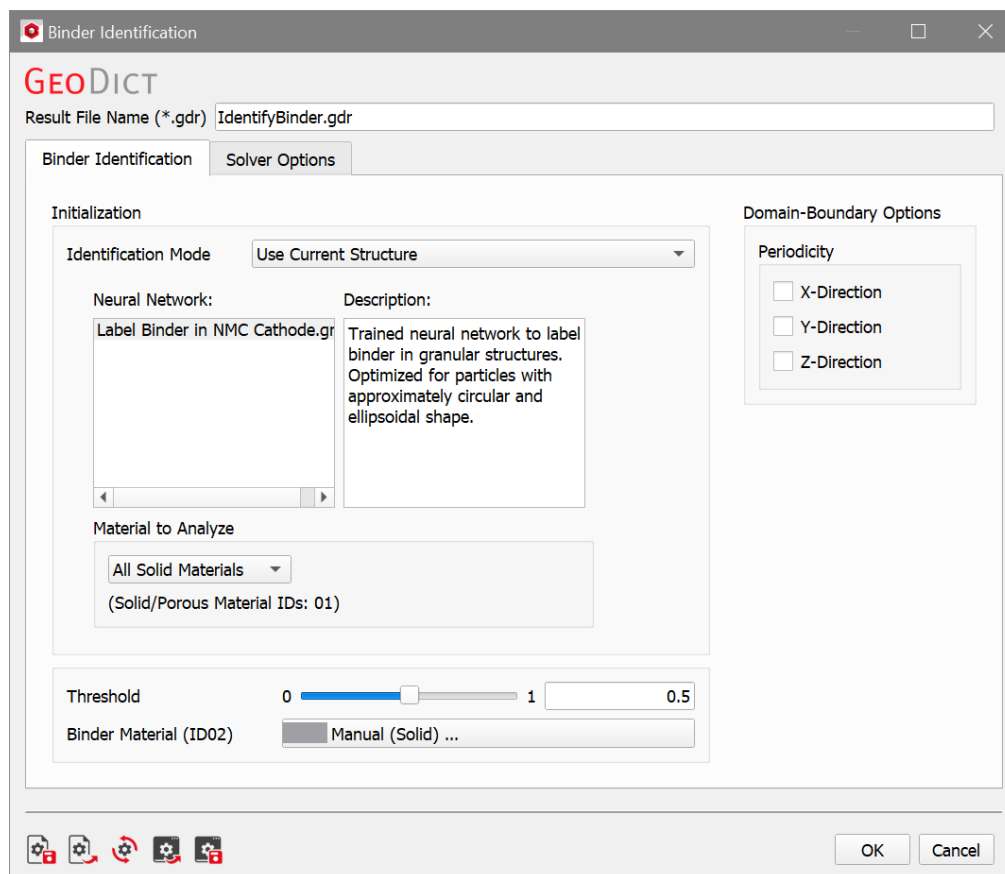 Binder Identification
GEODICT
Result File Name (*.gdr) IdentifyBinder.gdr
Binder Identification Solver Options
Initialization
Identification Mode Use Current Structure
Neural Network: Description:
Label Binder in NMC Cathode.gr
Trained neural network to label
binder in granular structures.
Optimized for particles with
approximately circular and
ellipsoidal shape.
Material to Analyze
All Solid Materials
(Solid/Porous Material IDs: 01)
Threshold 0 1 0.5
Binder Material (ID02) Manual (Solid) ...
Domain-Boundary Options
Periodicity
X-Direction
Y-Direction
Z-Direction
OK Cancel